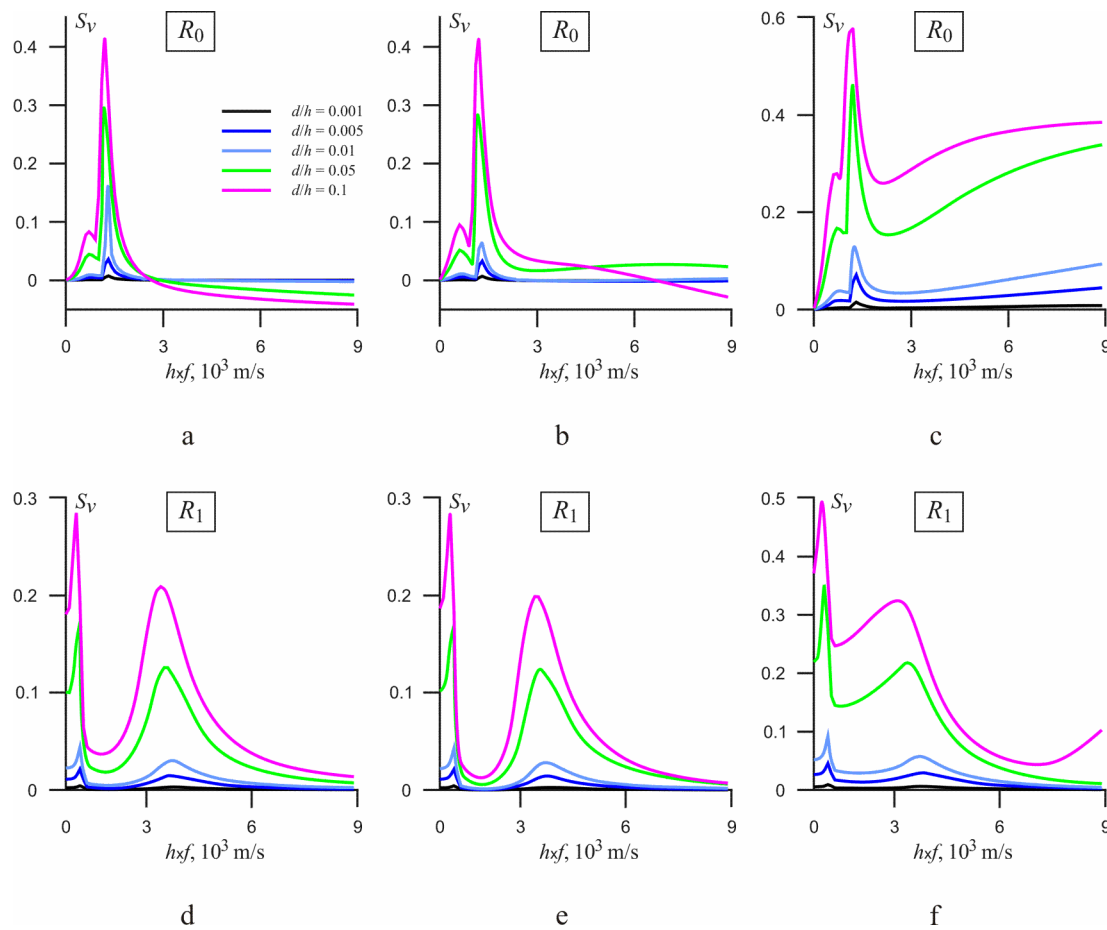 S_v
R_0
0.4
0.3
0.2
0.1
0
0 3 6 9
h×f, 10^3 m/s
d/h = 0.001
d/h = 0.005
d/h = 0.01
d/h = 0.05
d/h = 0.1
a
S_v
R_0
0.4
0.3
0.2
0.1
0
0 3 6 9
h×f, 10^3 m/s
b
S_v
R_0
0.6
0.4
0.2
0
0 3 6 9
h×f, 10^3 m/s
c
S_v
R_1
0.3
0.2
0.1
0
0 3 6 9
h×f, 10^3 m/s
d
S_v
R_1
0.3
0.2
0.1
0
0 3 6 9
h×f, 10^3 m/s
e
S_v
R_1
0.5
0.4
0.3
0.2
0.1
0
0 3 6 9
h×f, 10^3 m/s
f